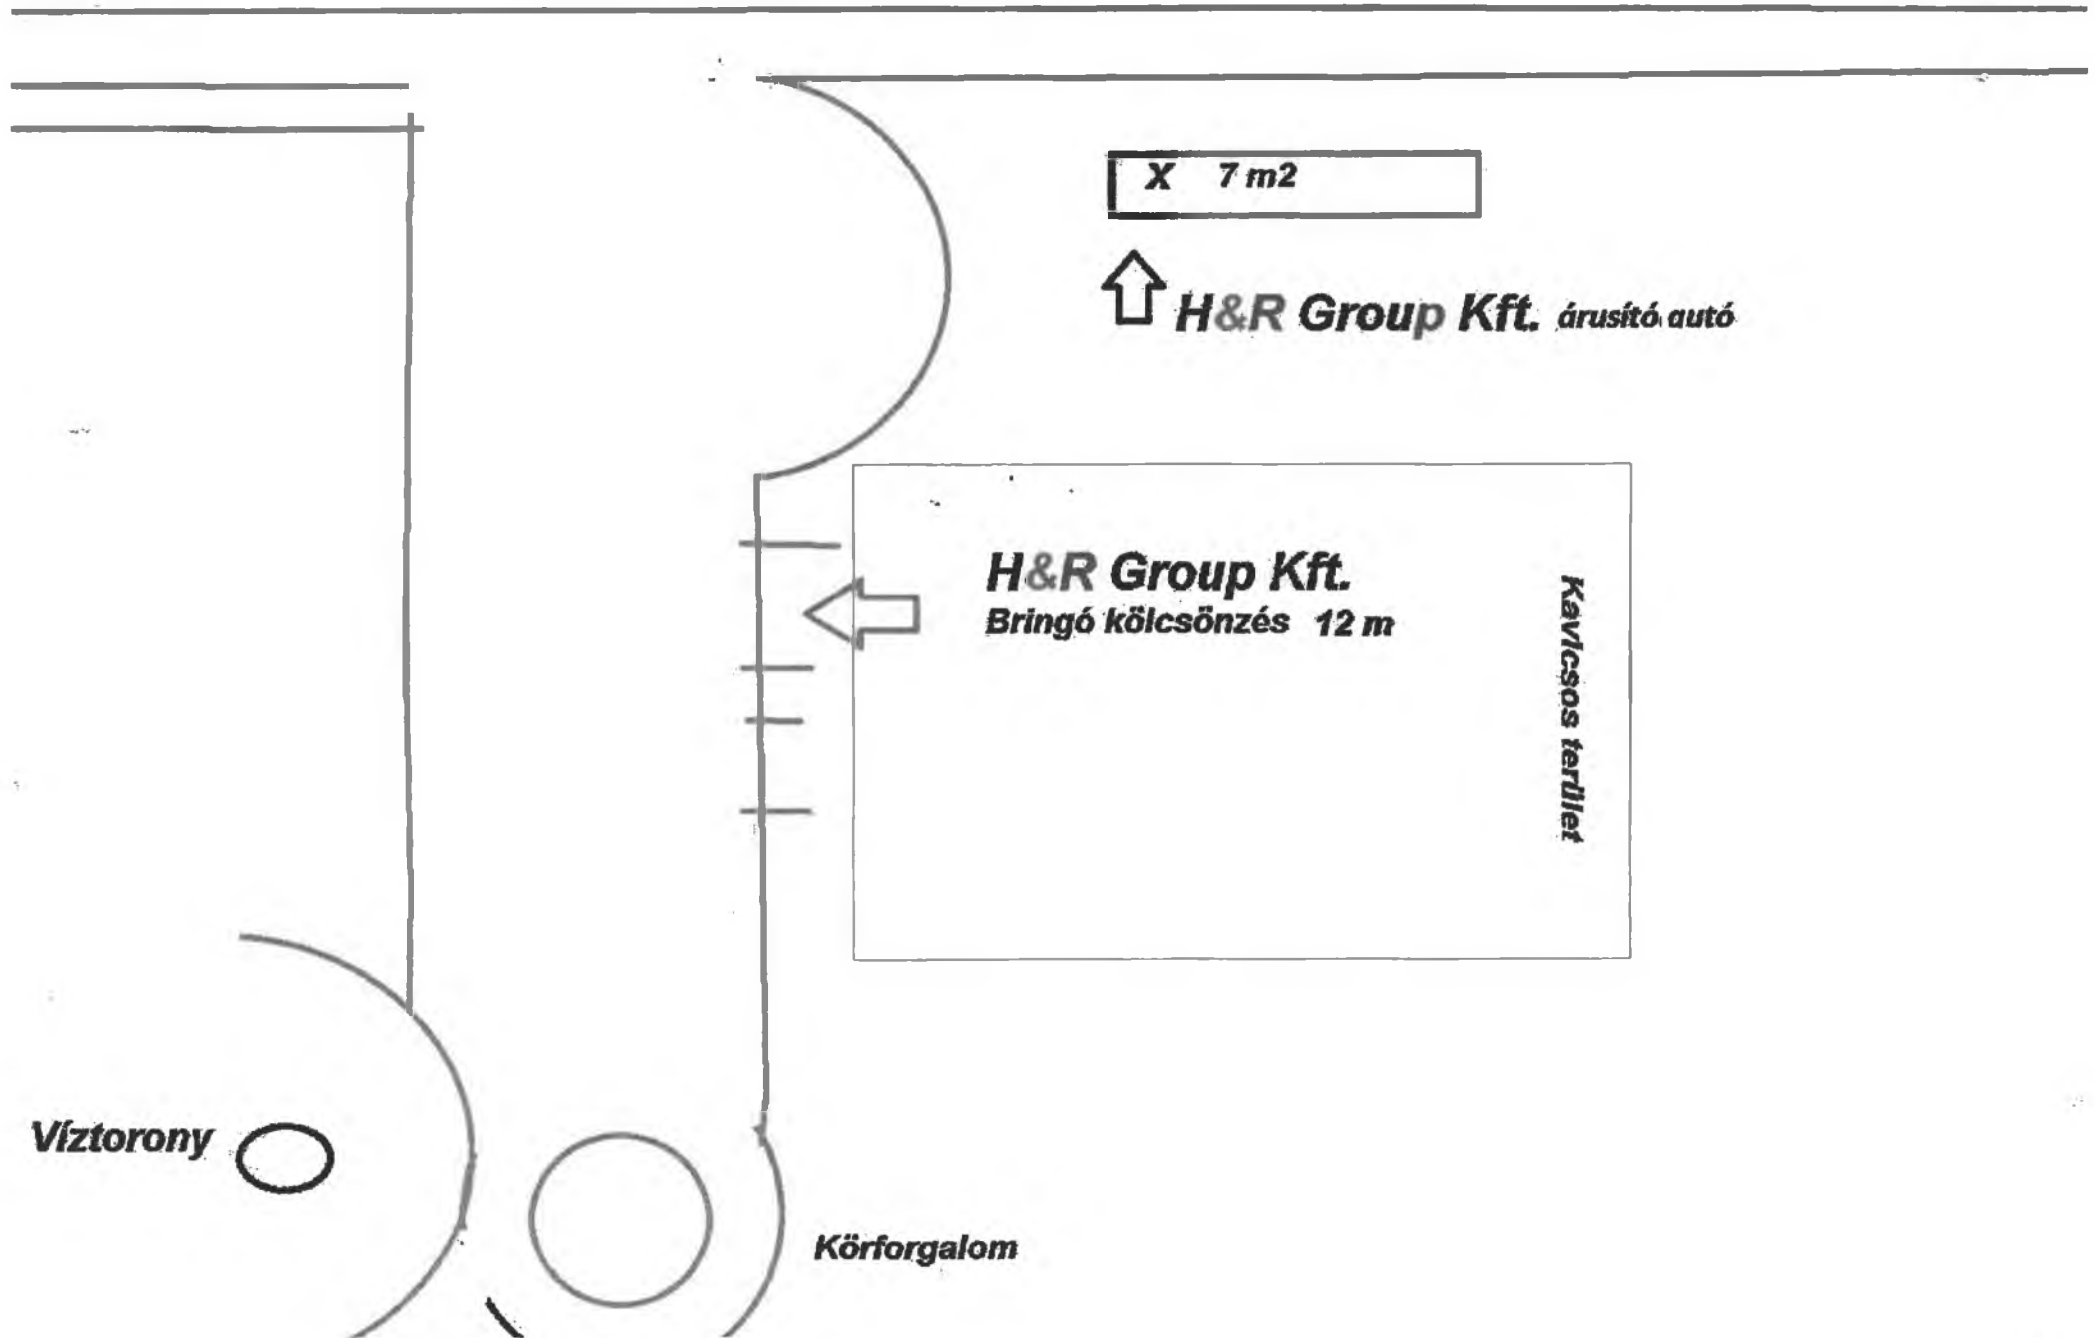 X 7 m2
H&R Group Kft. árusító autó
H&R Group Kft.
Bringó kölcsönzés 12 m
Kavicsos terület
Víztorony
Körforgalom